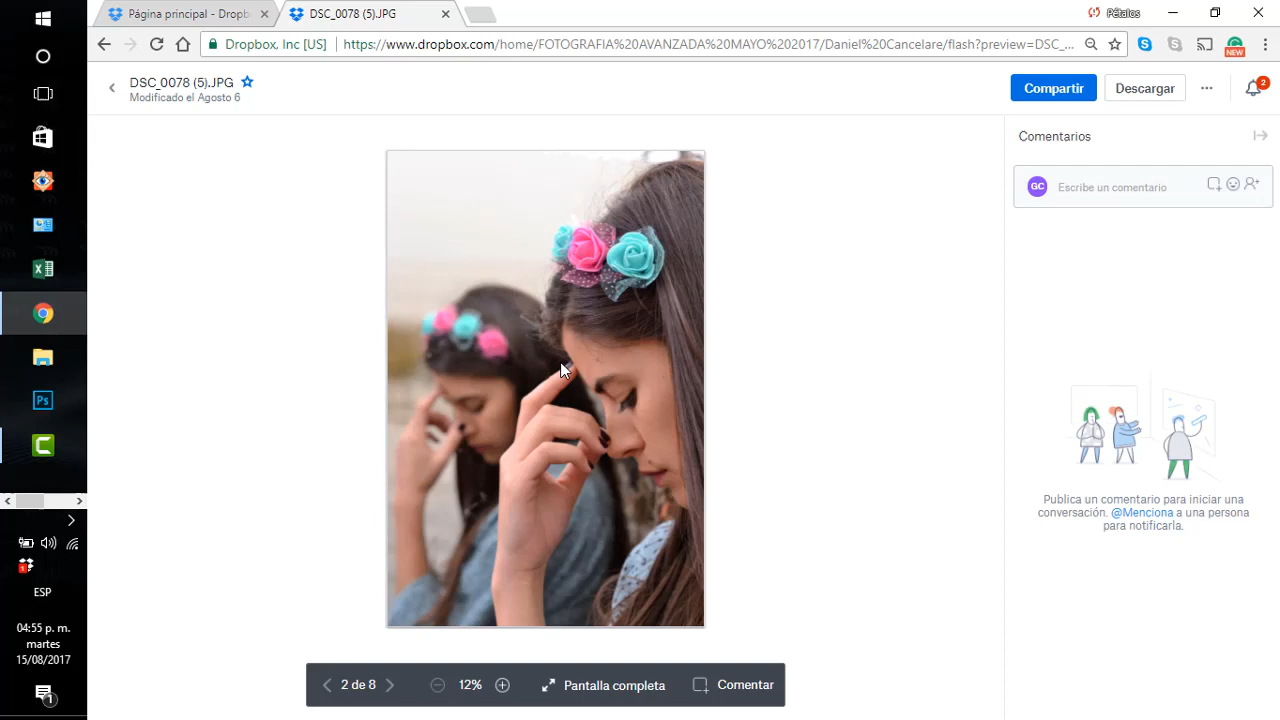 Página principal - Dropb
DSC_0078 (5).JPG
Pétalos
Dropbox, Inc [US]
https://www.dropbox.com/home/FOTOGRAFIA%20AVANZADA%20MAYO%202017/Daniel%20Cancelare/flash?preview=DSC_...
NEW
DSC_0078 (5).JPG
Modificado el Agosto 6
Compartir
Descargar
2
Comentarios
GC
Escribe un comentario
Publica un comentario para iniciar una
conversación. @Menciona a una persona
para notificarla.
2 de 8
12%
Pantalla completa
Comentar
Ps
1
ESP
04:55 p. m.
martes
15/08/2017
1